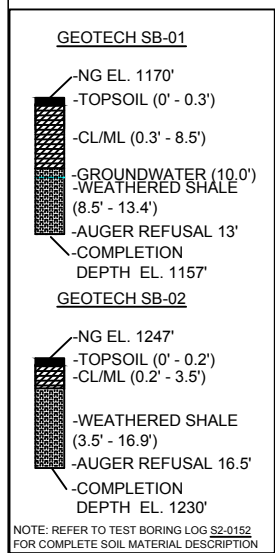 GEOTECH SB-01
-NG EL. 1170'
-TOPSOIL (0' - 0.3')
-CL/ML (0.3' - 8.5')
-GROUNDWATER (10.0')
-WEATHERED SHALE
(8.5' - 13.4')
-AUGER REFUSAL 13'
-COMPLETION
DEPTH EL. 1157'
GEOTECH SB-02
-NG EL. 1247'
-TOPSOIL (0' - 0.2')
-CL/ML (0.2' - 3.5')
-WEATHERED SHALE
(3.5' - 16.9')
-AUGER REFUSAL 16.5'
-COMPLETION
DEPTH EL. 1230'
NOTE: REFER TO TEST BORING LOG S2-0152
FOR COMPLETE SOIL MATERIAL DESCRIPTION